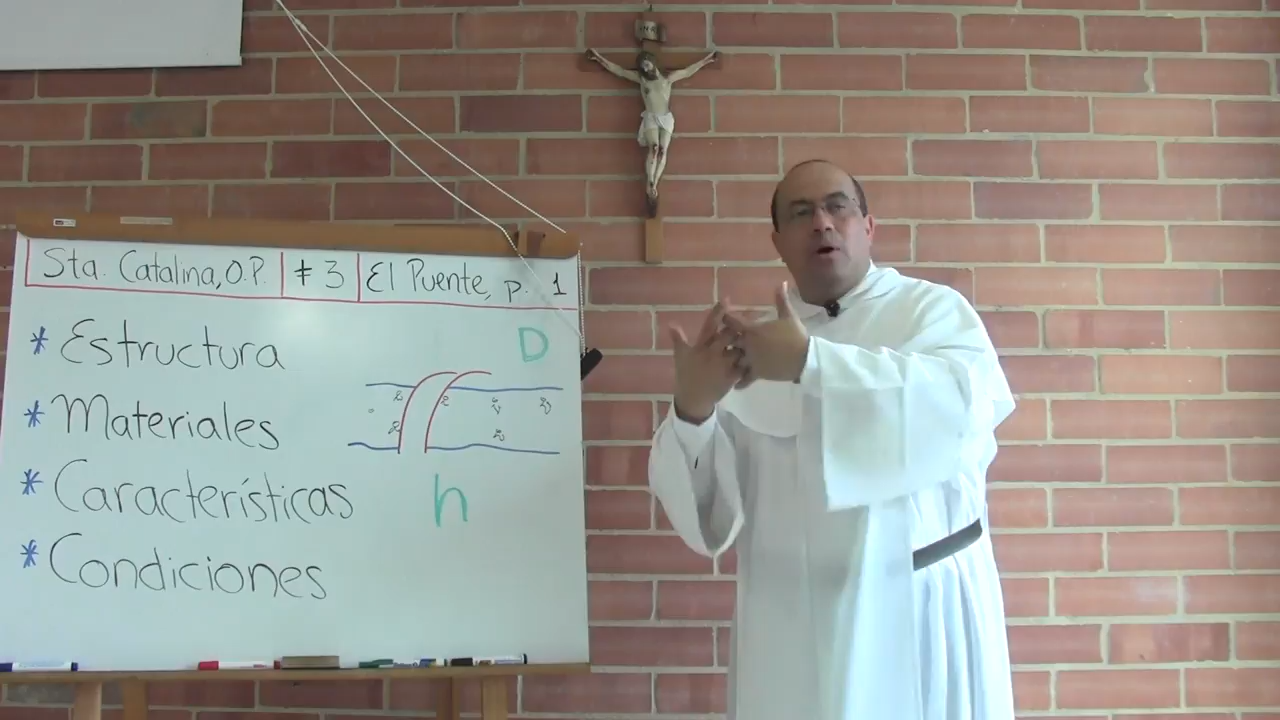 Sta. Catalina, O.P. # 3 El Puente, p. 1
* Estructura
D
* Materiales
* Características
h
* Condiciones